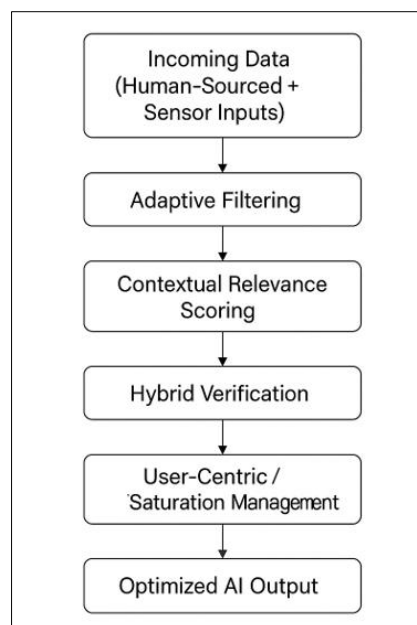 Incoming Data
(Human-Sourced +
Sensor Inputs)
Adaptive Filtering
Contextual Relevance
Scoring
Hybrid Verification
User-Centric /
Saturation Management
Optimized AI Output